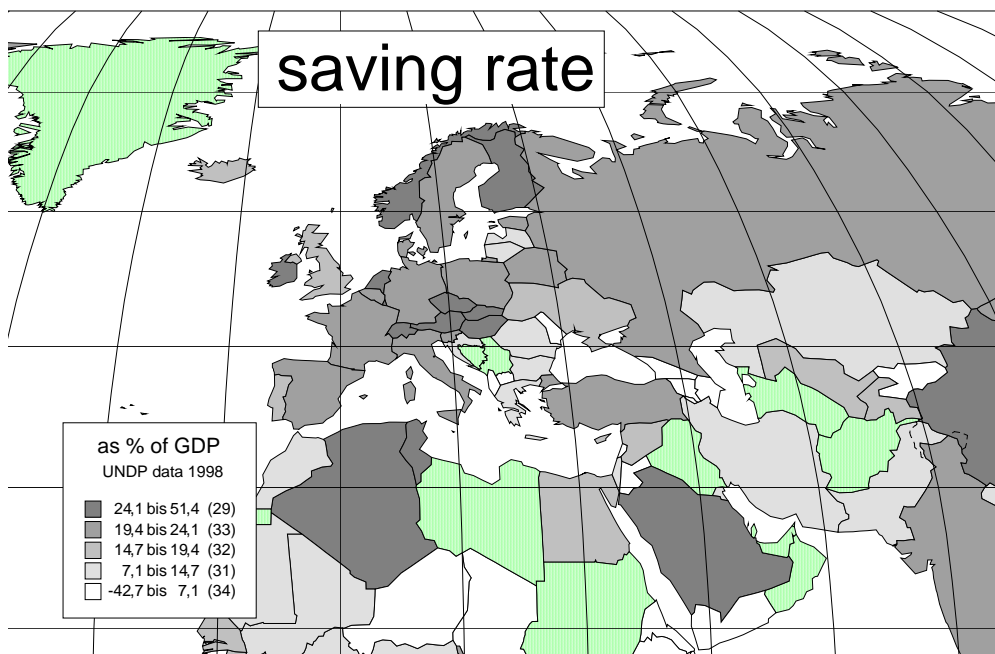 saving rate
as % of GDP
UNDP data 1998
24,1 bis 51,4 (29)
19,4 bis 24,1 (33)
14,7 bis 19,4 (32)
7,1 bis 14,7 (31)
-42,7 bis 7,1 (34)